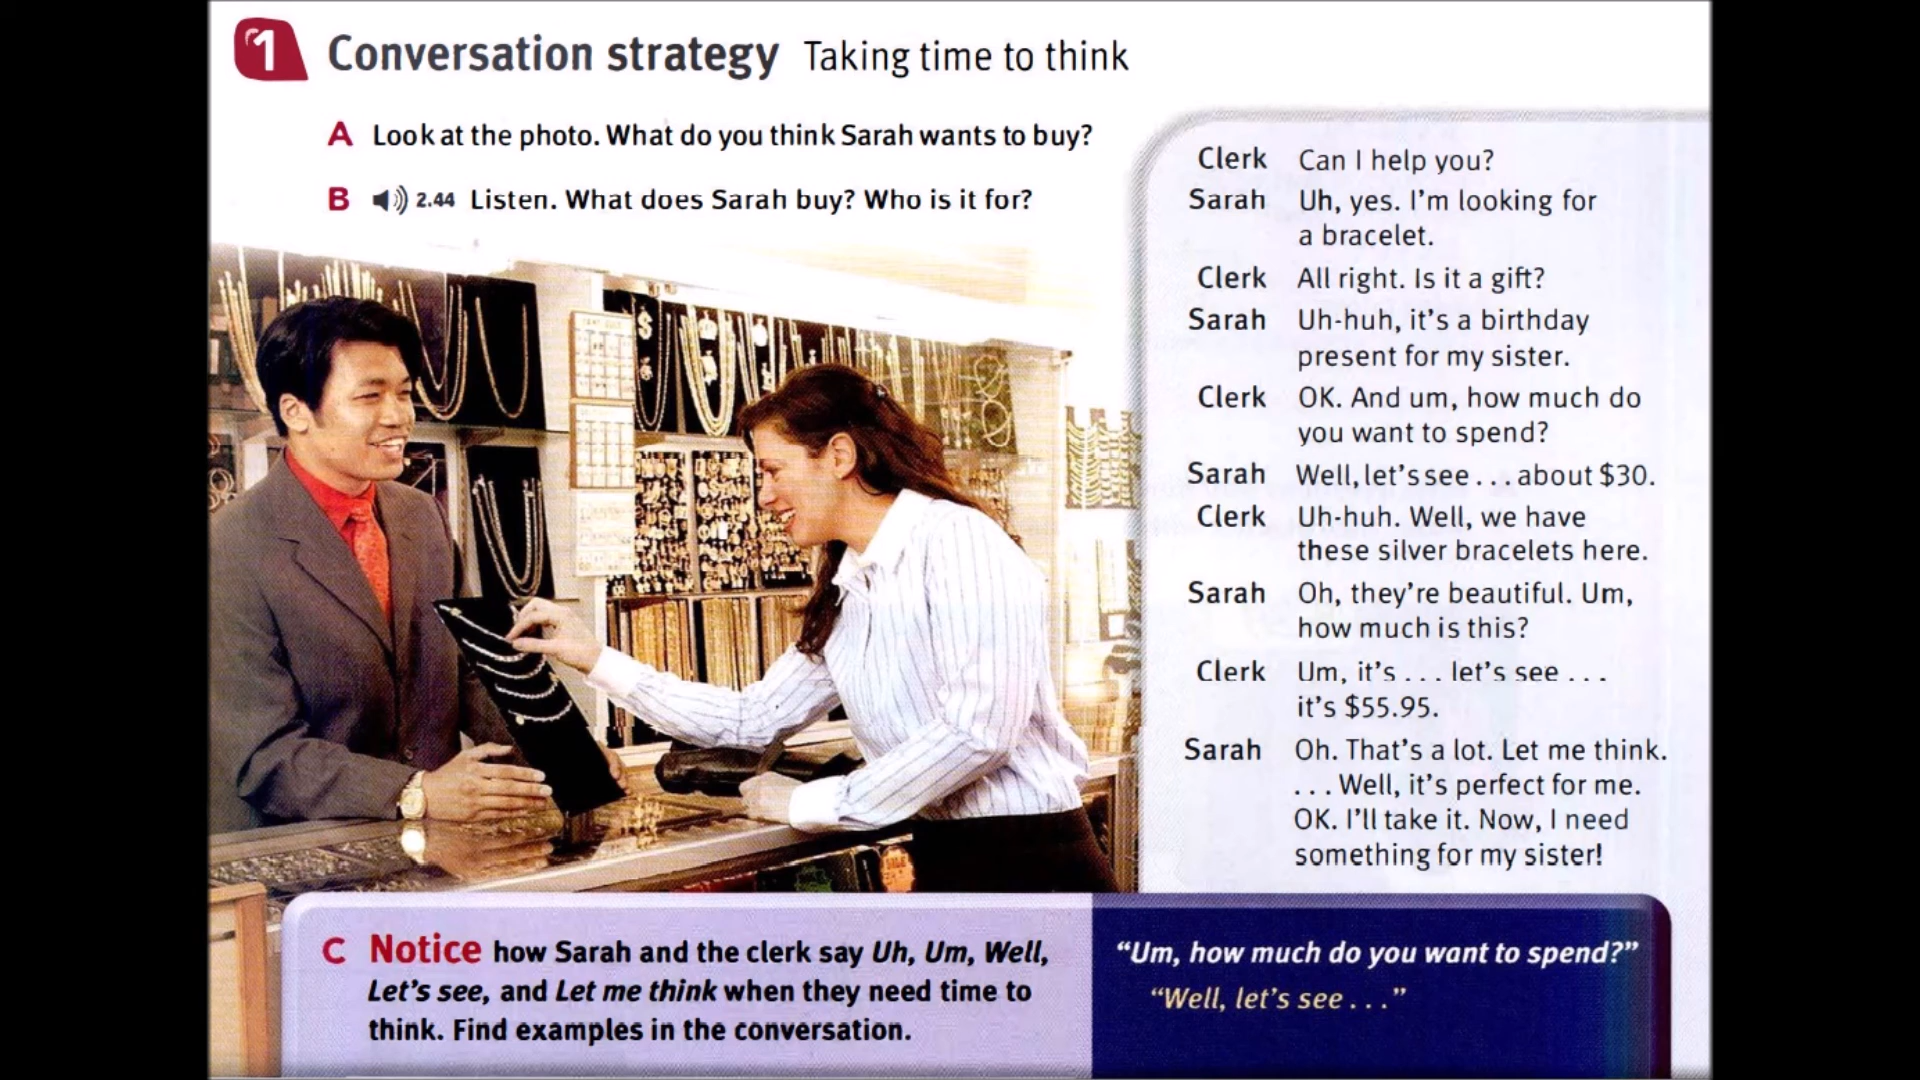 1 Conversation strategy Taking time to think
A Look at the photo. What do you think Sarah wants to buy?
B 2.44 Listen. What does Sarah buy? Who is it for?
Clerk Can I help you?
Sarah Uh, yes. I'm looking for
a bracelet.
Clerk All right. Is it a gift?
Sarah Uh-huh, it's a birthday
present for my sister.
Clerk OK. And um, how much do
you want to spend?
Sarah Well, let's see . . . about $30.
Clerk Uh-huh. Well, we have
these silver bracelets here.
Sarah Oh, they're beautiful. Um,
how much is this?
Clerk Um, it's . . . let's see . . .
it's $55.95.
Sarah Oh. That's a lot. Let me think.
. . . Well, it's perfect for me.
OK. I'll take it. Now, I need
something for my sister!
C Notice how Sarah and the clerk say Uh, Um, Well,
Let's see, and Let me think when they need time to
think. Find examples in the conversation.
"Um, how much do you want to spend?"
"Well, let's see . . ."